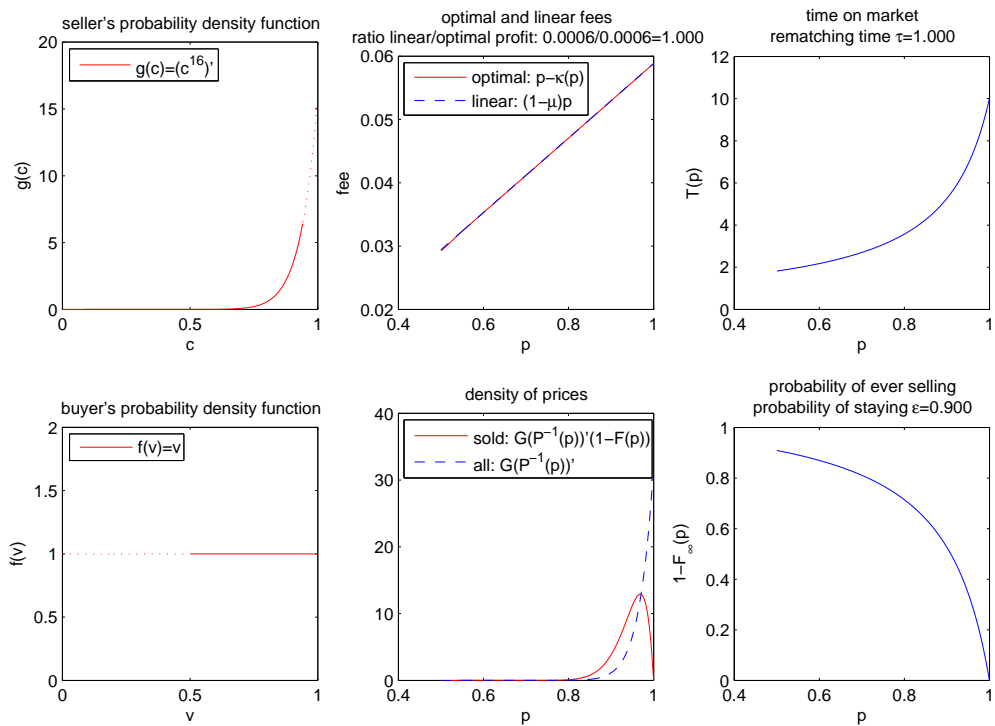 seller's probability density function
20
15
10
5
0
0
0.5
1
g(c)
c
g(c)=(c^16)'
optimal and linear fees
ratio linear/optimal profit: 0.0006/0.0006=1.000
0.06
0.05
0.04
0.03
0.02
0.4
0.6
0.8
1
fee
p
optimal: p−κ(p)
linear: (1−μ)p
time on market
rematching time τ=1.000
12
10
8
6
4
2
0
0.4
0.6
0.8
1
T(p)
p
buyer's probability density function
2
1.5
1
0.5
0
0
0.5
1
f(v)
v
f(v)=v
density of prices
40
30
20
10
0
0.4
0.6
0.8
1
p
sold: G(P^−1(p))'(1−F(p))
all: G(P^−1(p))'
probability of ever selling
probability of staying ε=0.900
1
0.8
0.6
0.4
0.2
0
0.4
0.6
0.8
1
1−F_∞(p)
p